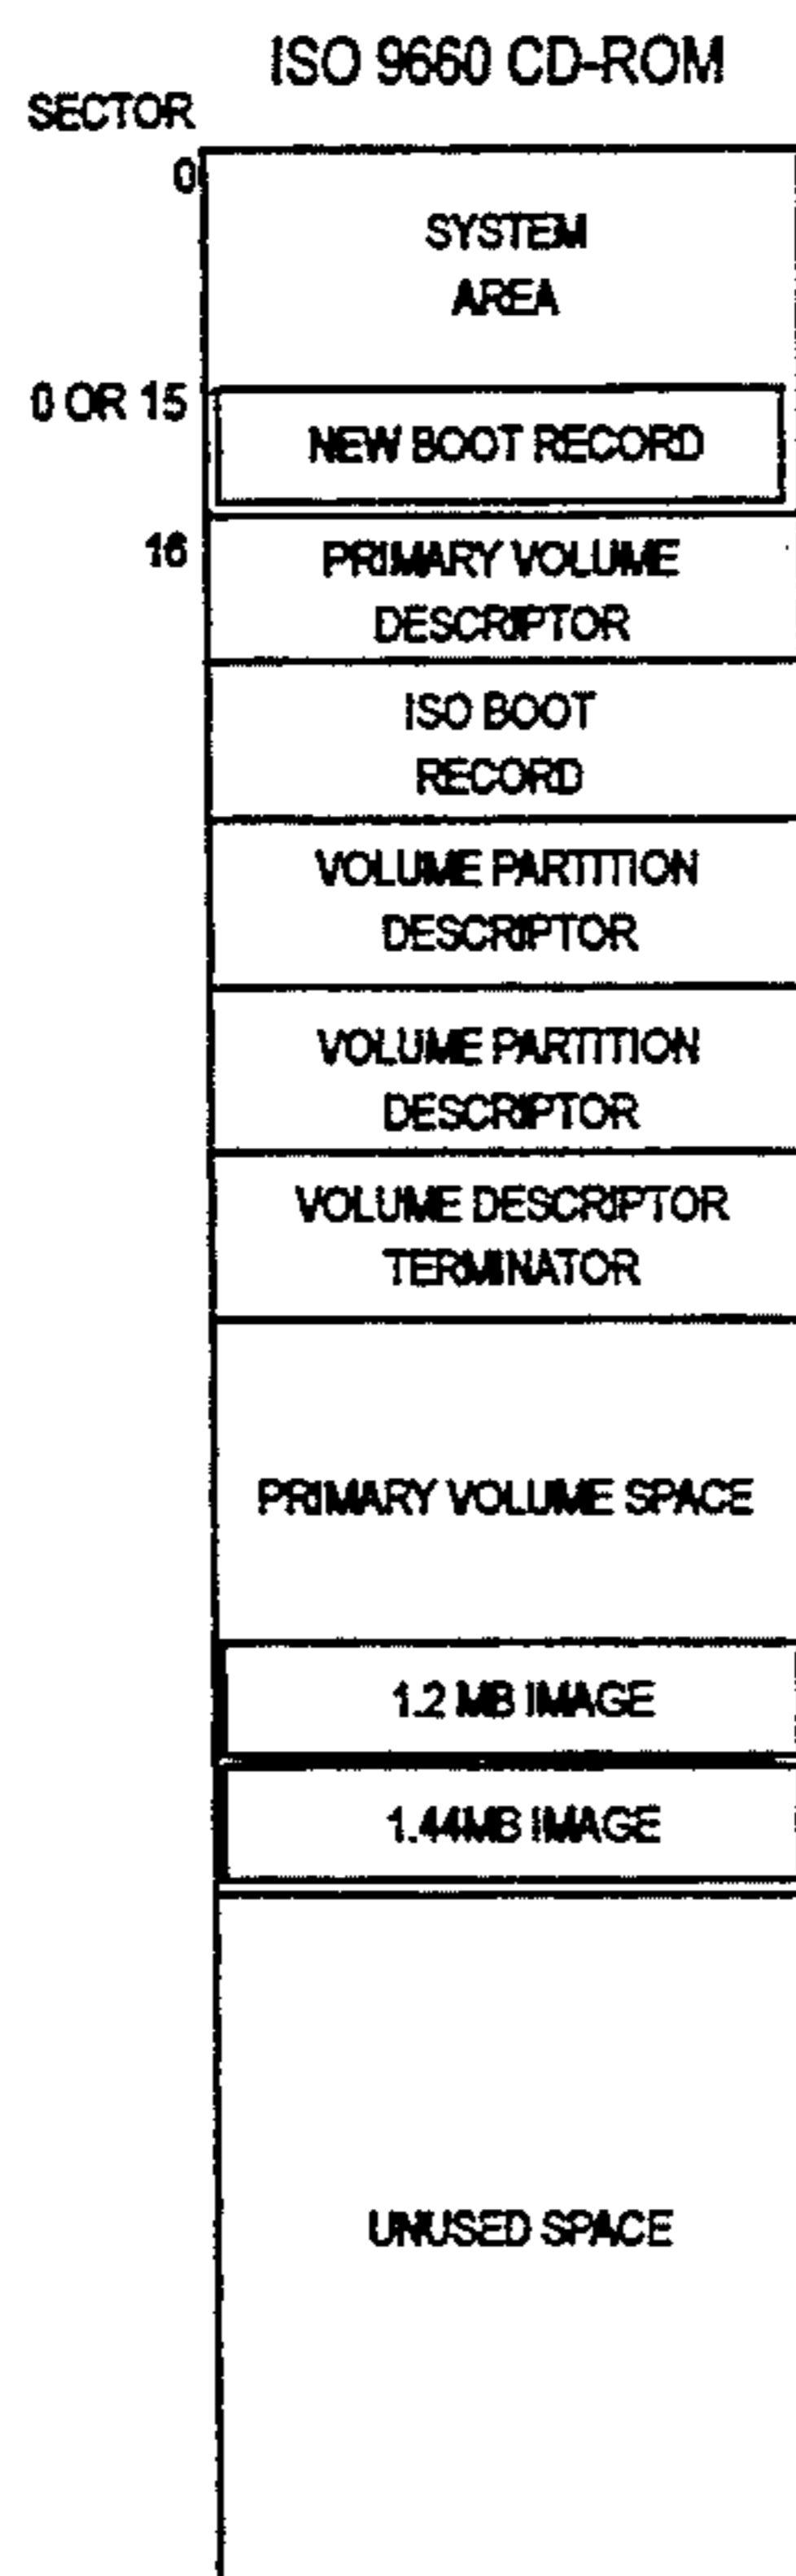 ISO 9660 CD-ROM
SECTOR
0
SYSTEM
AREA
0 OR 15
NEW BOOT RECORD
16
PRIMARY VOLUME
DESCRIPTOR
ISO BOOT
RECORD
VOLUME PARTITION
DESCRIPTOR
VOLUME PARTITION
DESCRIPTOR
VOLUME DESCRIPTOR
TERMINATOR
PRIMARY VOLUME SPACE
1.2 MB IMAGE
1.44MB IMAGE
UNUSED SPACE